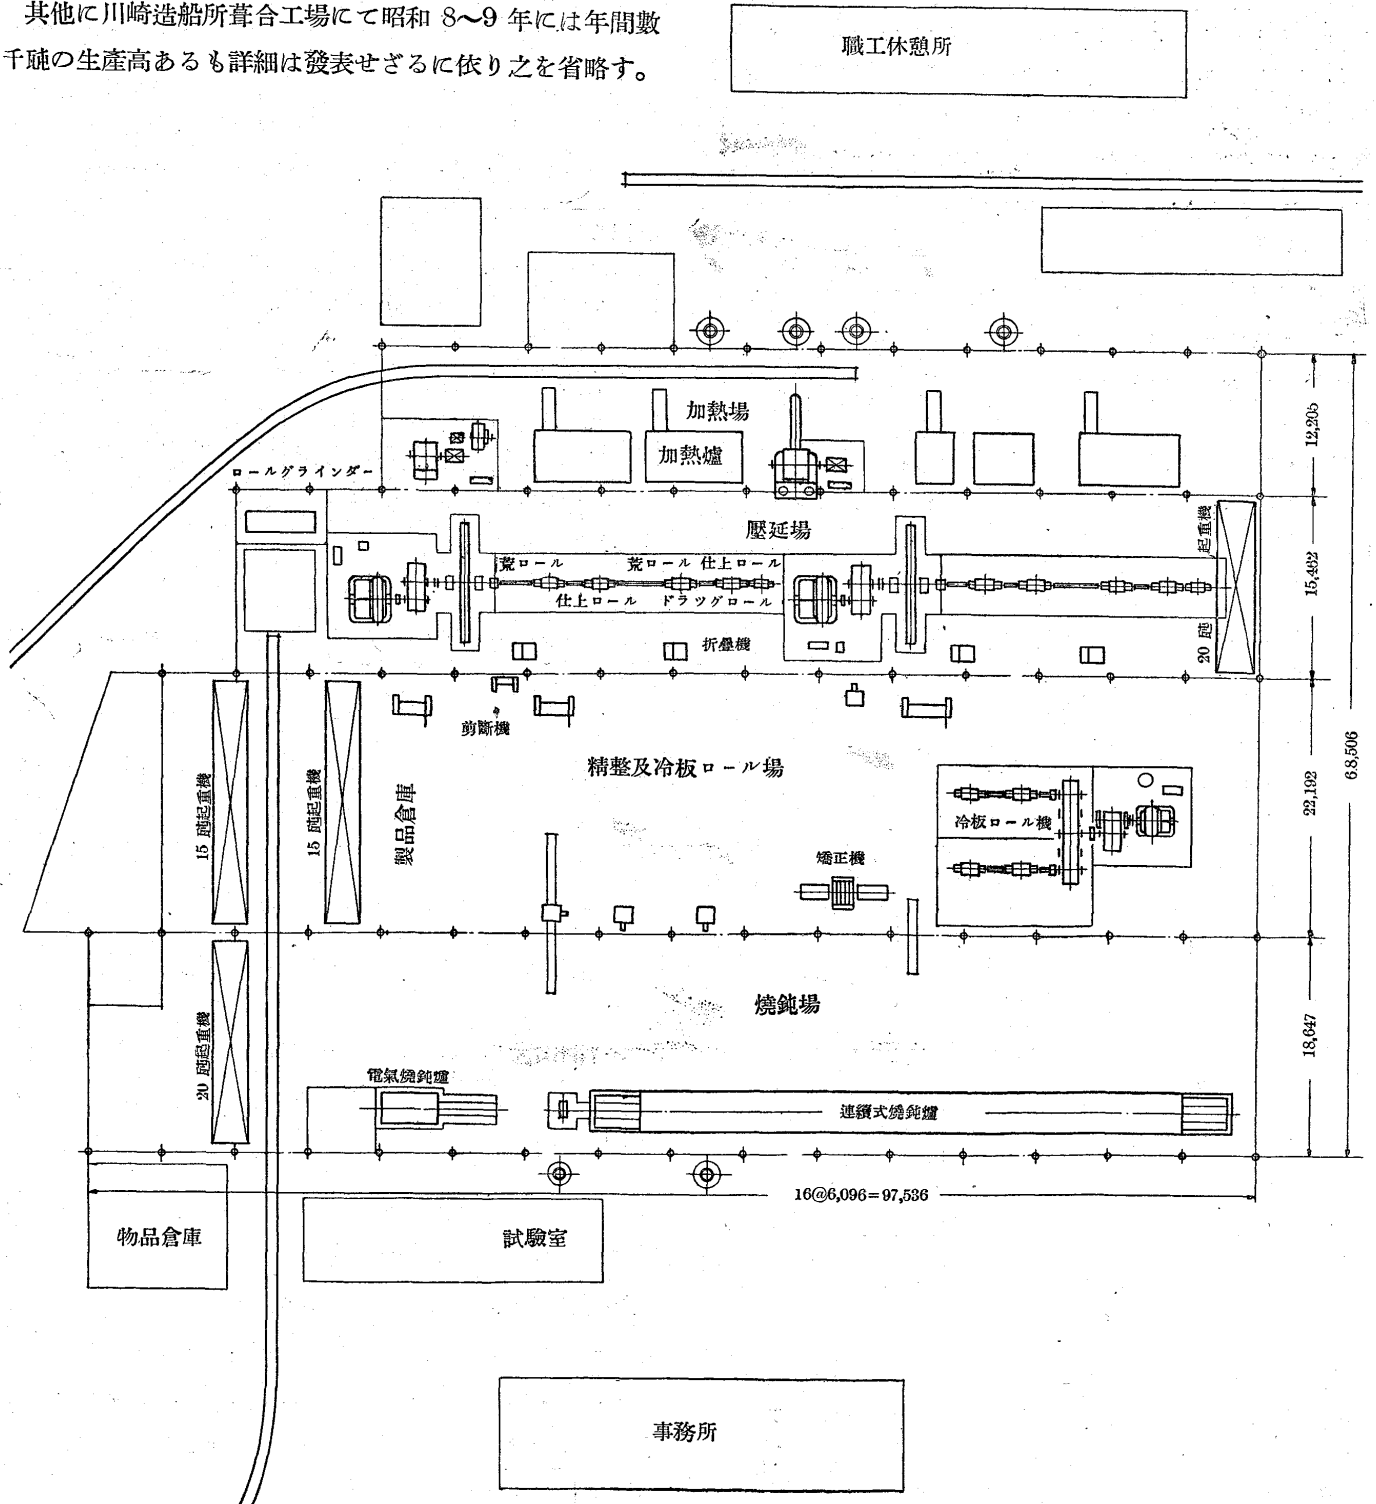 其他に川崎造船所葺合工場にて昭和 8〜9 年には年間數
千瓲の生産高あるも詳細は發表せざるに依り之を省略す。
職工休憩所
加熱場
加熱爐
ロールグラインダー
12,205
壓延場
起重機
20 瓲
荒ロール
荒ロール 仕上ロール
仕上ロール
ドラツグロール
15,462
折疊機
剪斷機
精整及冷板ロール場
15 瓲起重機
15 瓲起重機
製品倉庫
冷板ロール機
矯正機
22,192
68,506
燒鈍場
20 瓲起重機
18,647
電氣燒鈍爐
連續式燒鈍爐
16@6,096=97,536
物品倉庫
試驗室
事務所